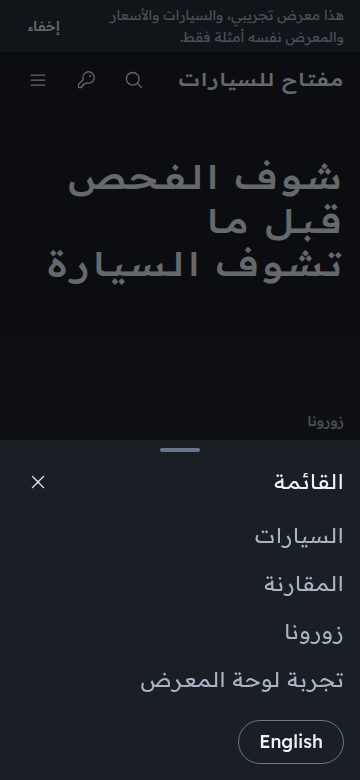 هذا معرض تجريبي، والسيارات والأسعار
والمعرض نفسه أمثلة فقط.
إخفاء
مفتاح للسيارات
شوف الفحص
قبل ما
تشوف السيارة
زورونا
القائمة
السيارات
المقارنة
زورونا
تجربة لوحة المعرض
English